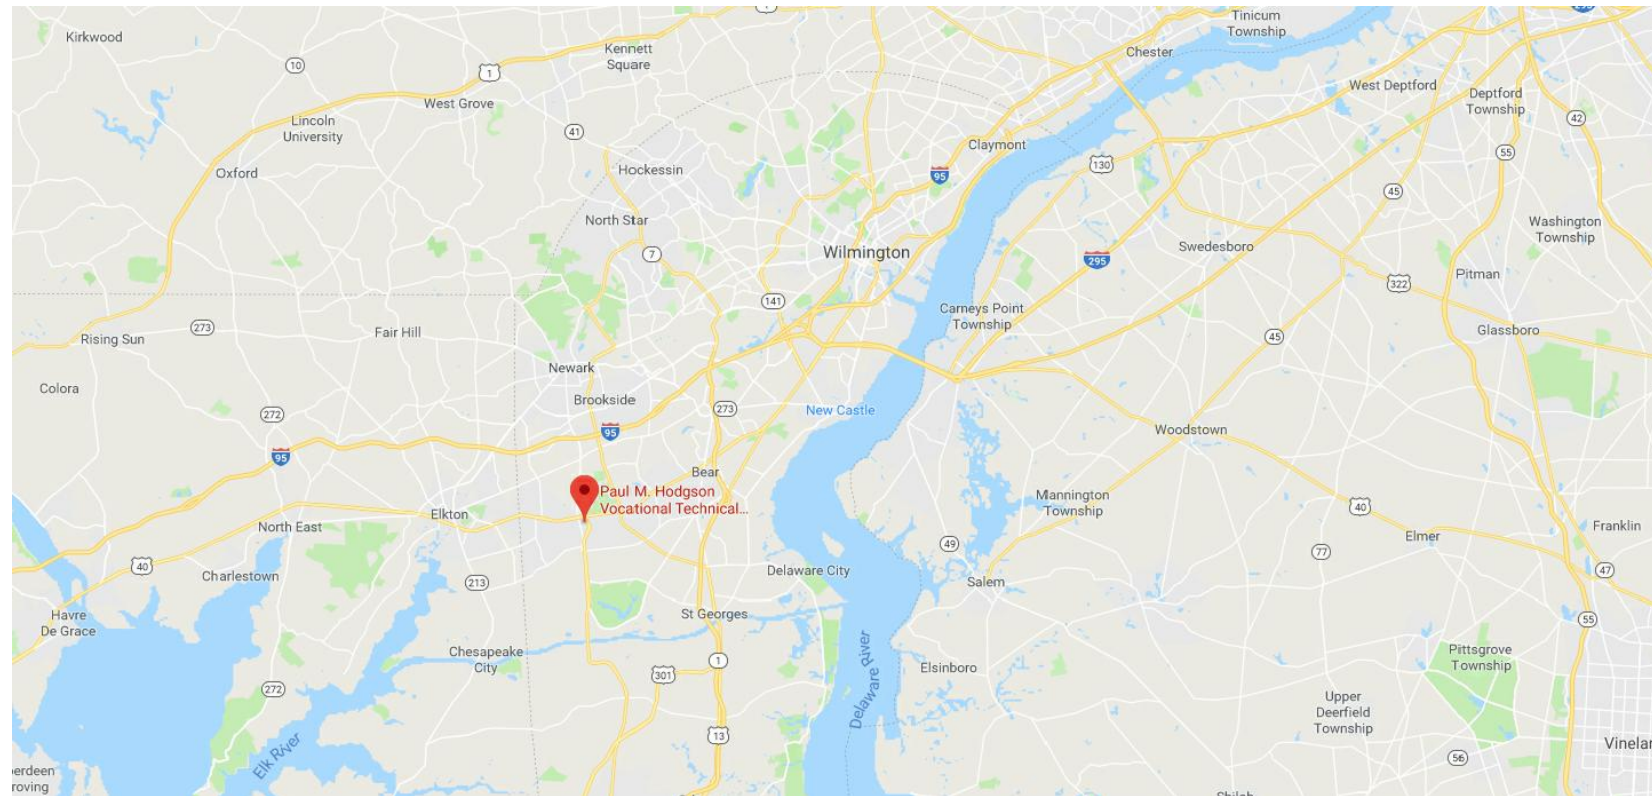 Kirkwood
10
Kennett
Square
1
West Grove
Lincoln
University
41
Oxford
Hockessin
North Star
7
Tinicum
Township
Chester
295
West Deptford
Deptford
Township
42
55
Claymont
130
95
45
Wilmington
Swedesboro
Washington
Township
295
Pitman
322
141
Carneys Point
Township
273
Rising Sun
Fair Hill
45
Glassboro
Newark
Colora
Brookside
272
273
New Castle
95
95
Woodstown
Bear
Paul M. Hodgson
Vocational Technical...
Mannington
Township
40
Elkton
North East
Franklin
Elmer
49
77
40
Charlestown
213
Delaware City
Salem
47
Havre
De Grace
St Georges
55
Chesapeake
City
1
301
Elsinboro
Delaware River
Pittsgrove
Township
272
Upper
Deerfield
Township
13
Elk River
56
Vinelan
erdeen
roving